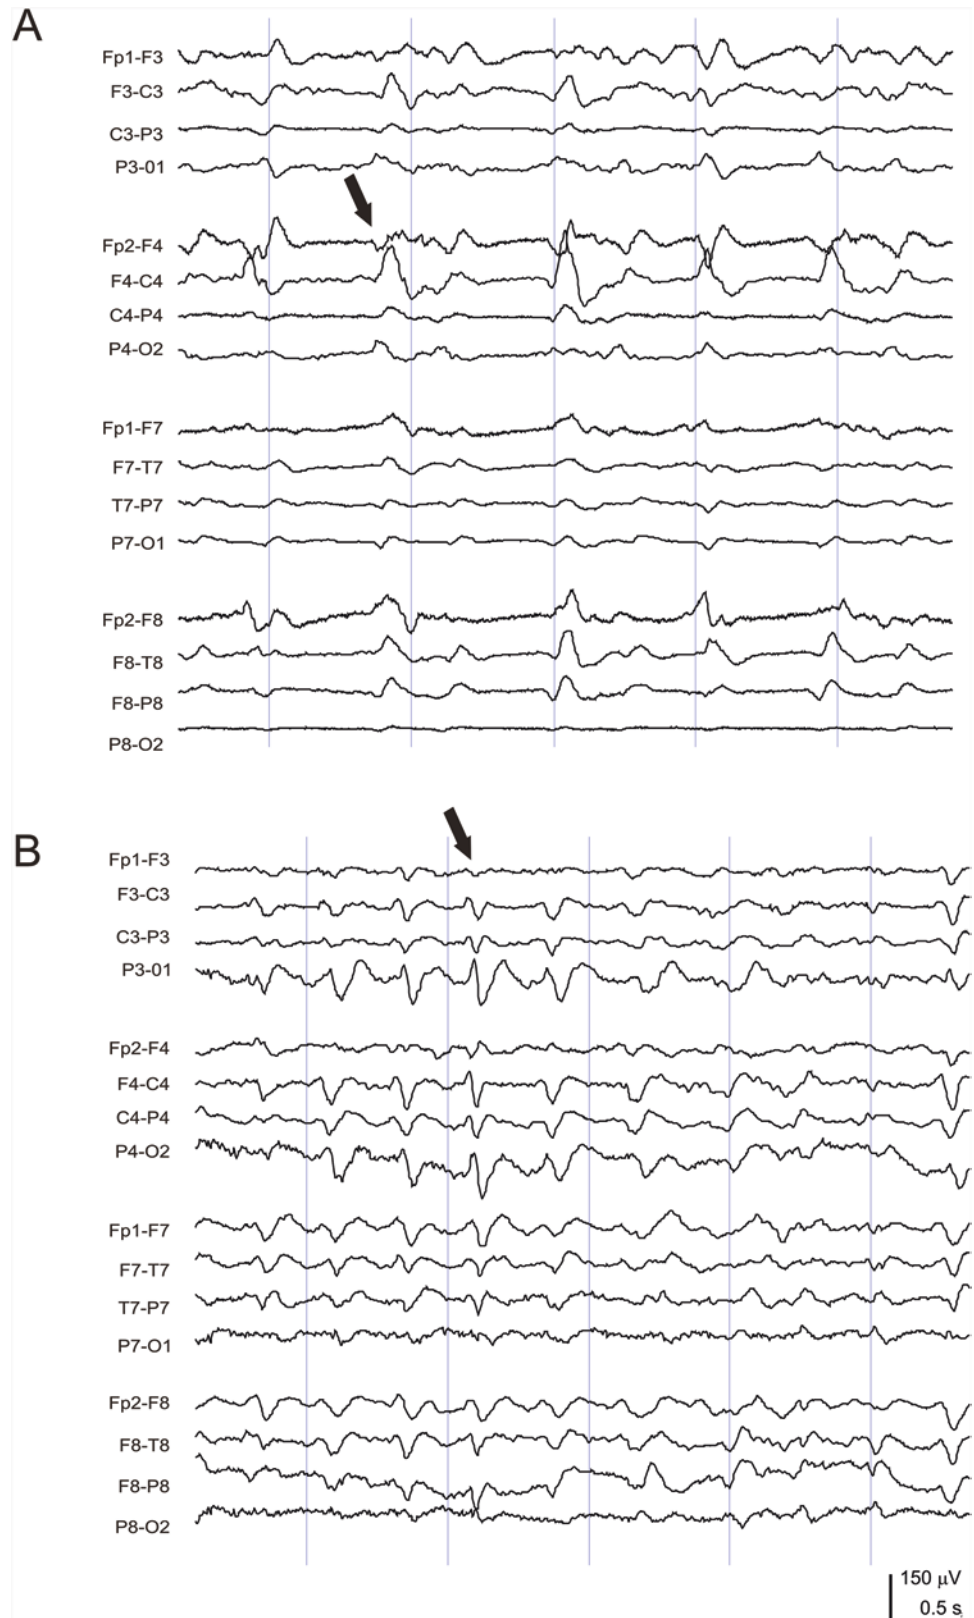 A
Fp1-F3
F3-C3
C3-P3
P3-01
Fp2-F4
F4-C4
C4-P4
P4-O2
Fp1-F7
F7-T7
T7-P7
P7-O1
Fp2-F8
F8-T8
F8-P8
P8-O2
B
Fp1-F3
F3-C3
C3-P3
P3-01
Fp2-F4
F4-C4
C4-P4
P4-O2
Fp1-F7
F7-T7
T7-P7
P7-O1
Fp2-F8
F8-T8
F8-P8
P8-O2
150 µV
0.5 s